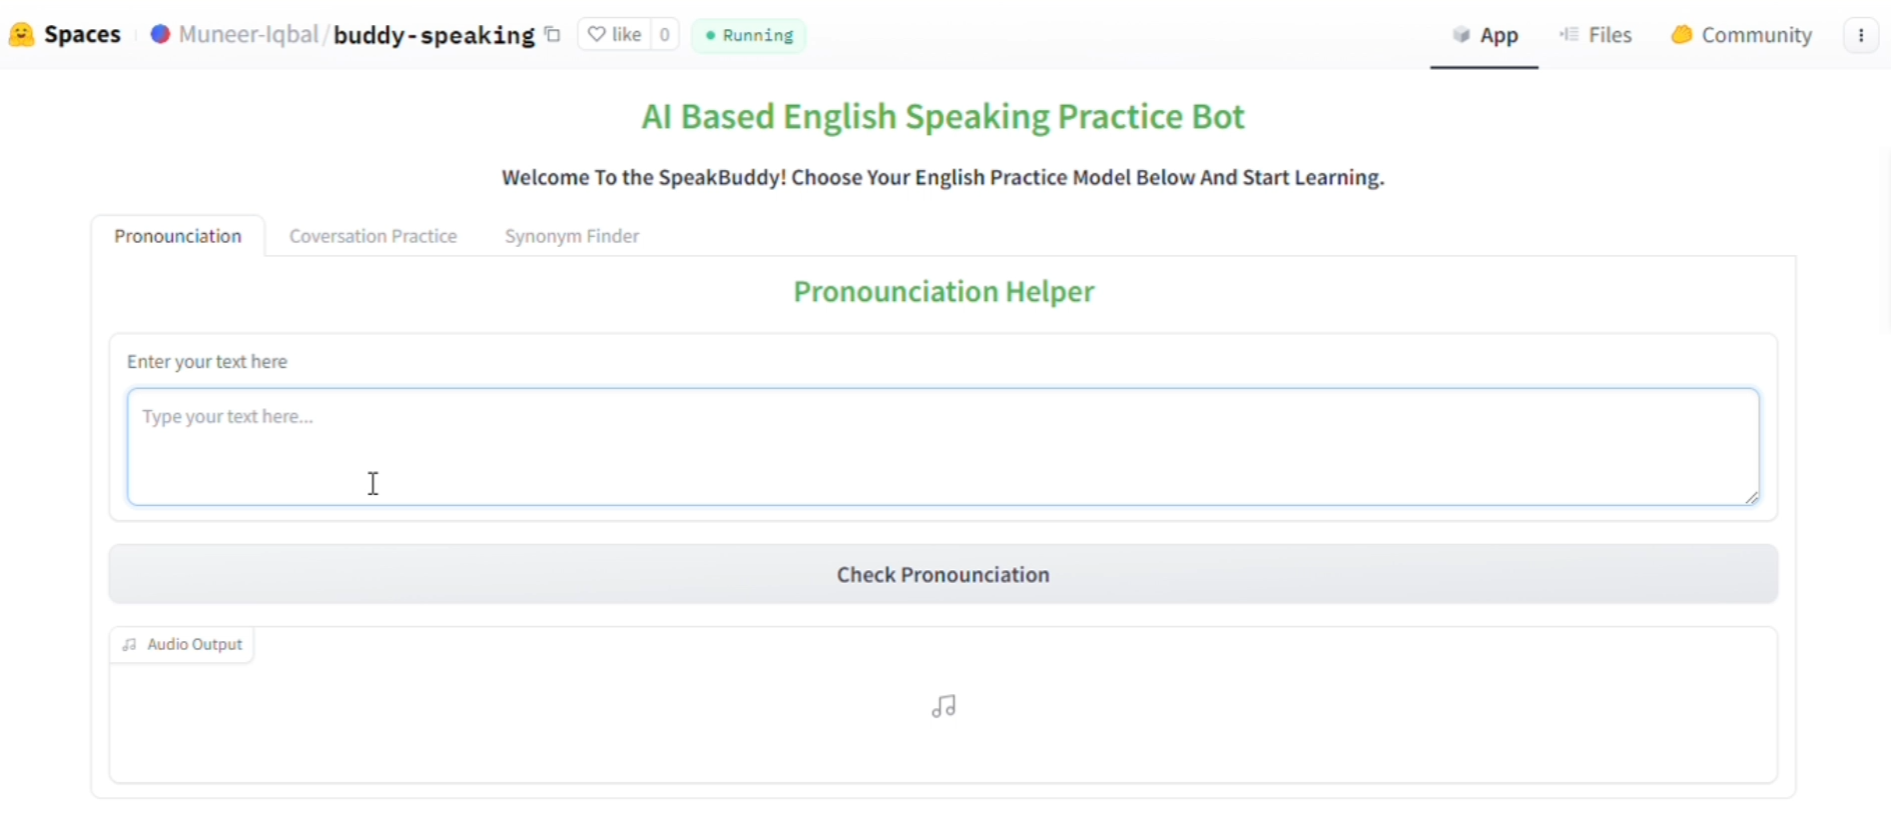 Spaces Muneer-Iqbal/buddy-speaking like 0 Running App Files Community
AI Based English Speaking Practice Bot
Welcome To the SpeakBuddy! Choose Your English Practice Model Below And Start Learning.
Pronounciation Coversation Practice Synonym Finder
Pronounciation Helper
Enter your text here
Type your text here...
Check Pronounciation
Audio Output